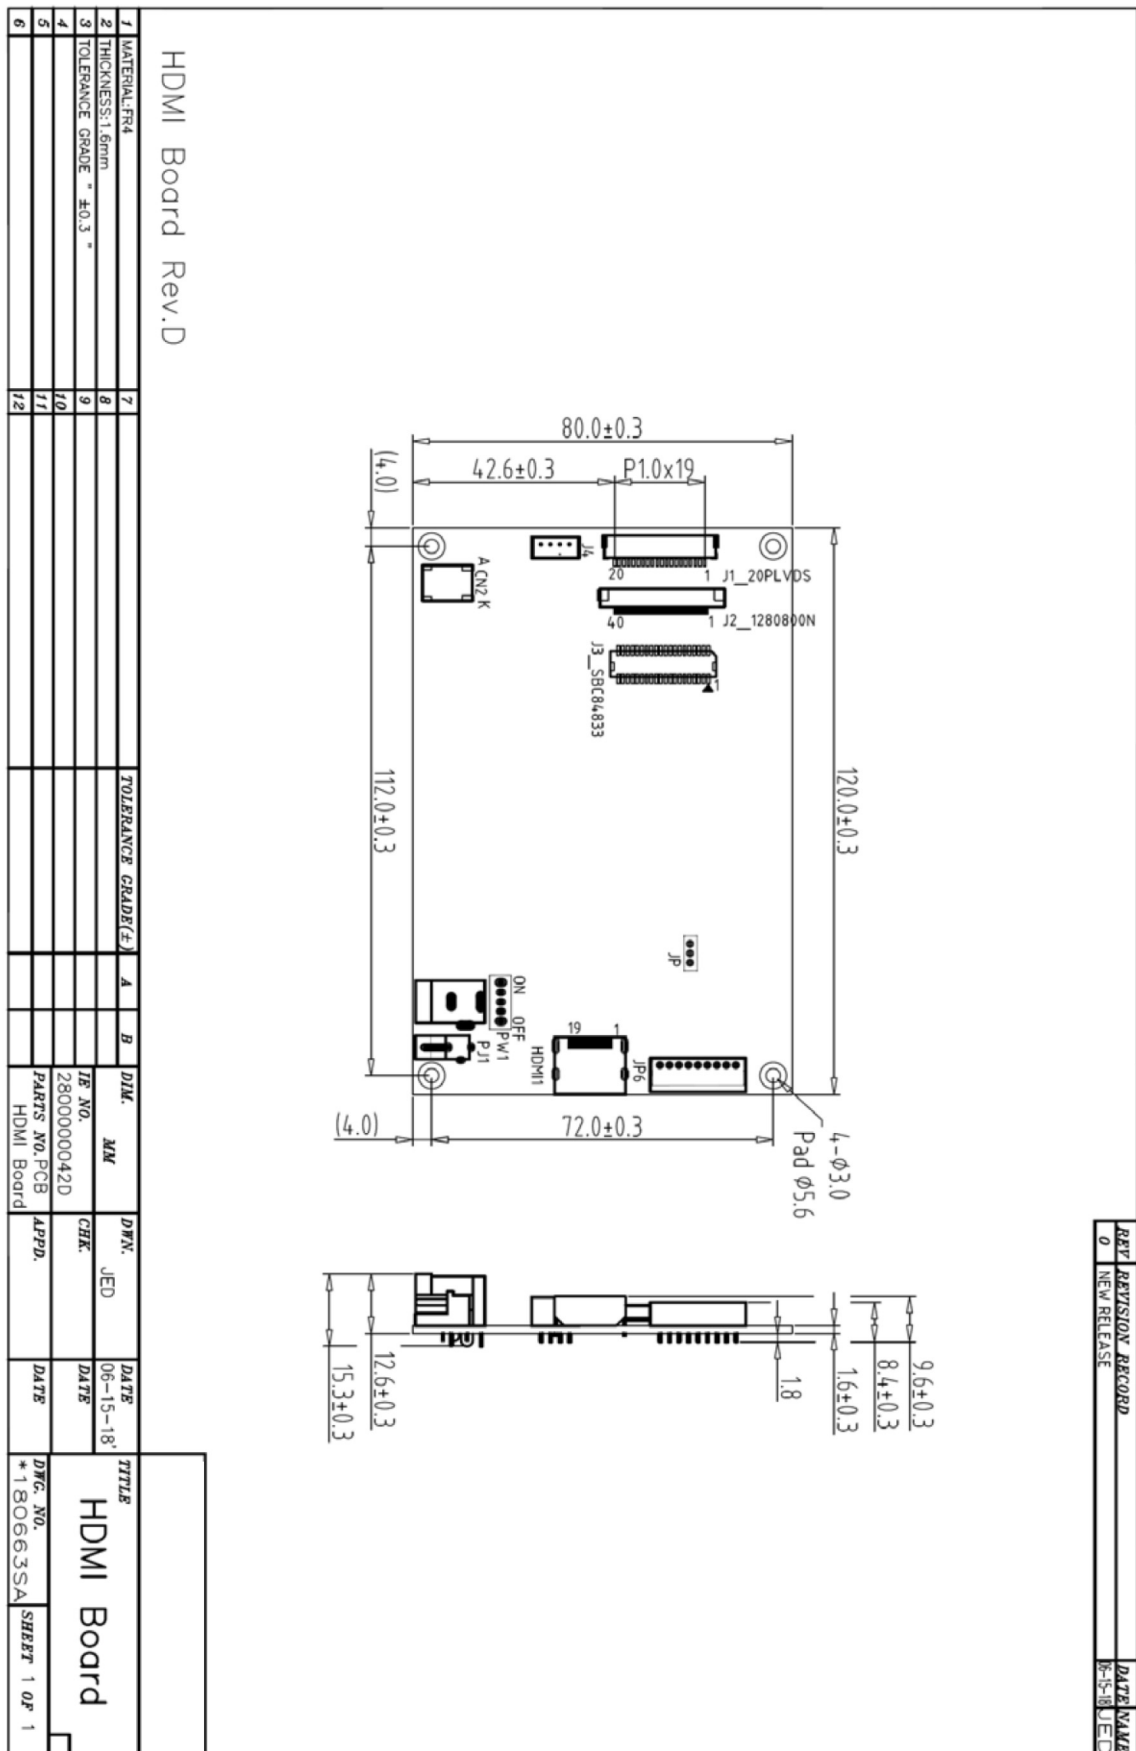 REV REVISION RECORD DATE NAME
0 NEW RELEASE 06-15-18 JED
120.0±0.3
80.0±0.3
42.6±0.3
P1.0x19
(4.0)
112.0±0.3
72.0±0.3
(4.0)
4-Ø3.0
Pad Ø5.6
J4
20 1 J1_20PLVDS
40 1 J2_1280800N
J3_SBC84833
1
A CN2 K
JP
ON OFF
PW1
PJ1
19 1
HDMI1
JP6
9.6±0.3
8.4±0.3
1.6±0.3
1.8
12.6±0.3
15.3±0.3
HDMI Board Rev.D
1 MATERIAL:FR4
2 THICKNESS:1.6mm
3 TOLERANCE GRADE " ±0.3 "
4
5
6
7
8
9
10
11
12
TOLERANCE GRADE(±) A B
DIM. MM
IE NO.
280000042D
PARTS NO. PCB
HDMI Board
DWN. JED
CHK.
APPD.
DATE
06-15-18'
DATE
DATE
TITLE
HDMI Board
DWG. NO.
*180663SA
SHEET 1 OF 1